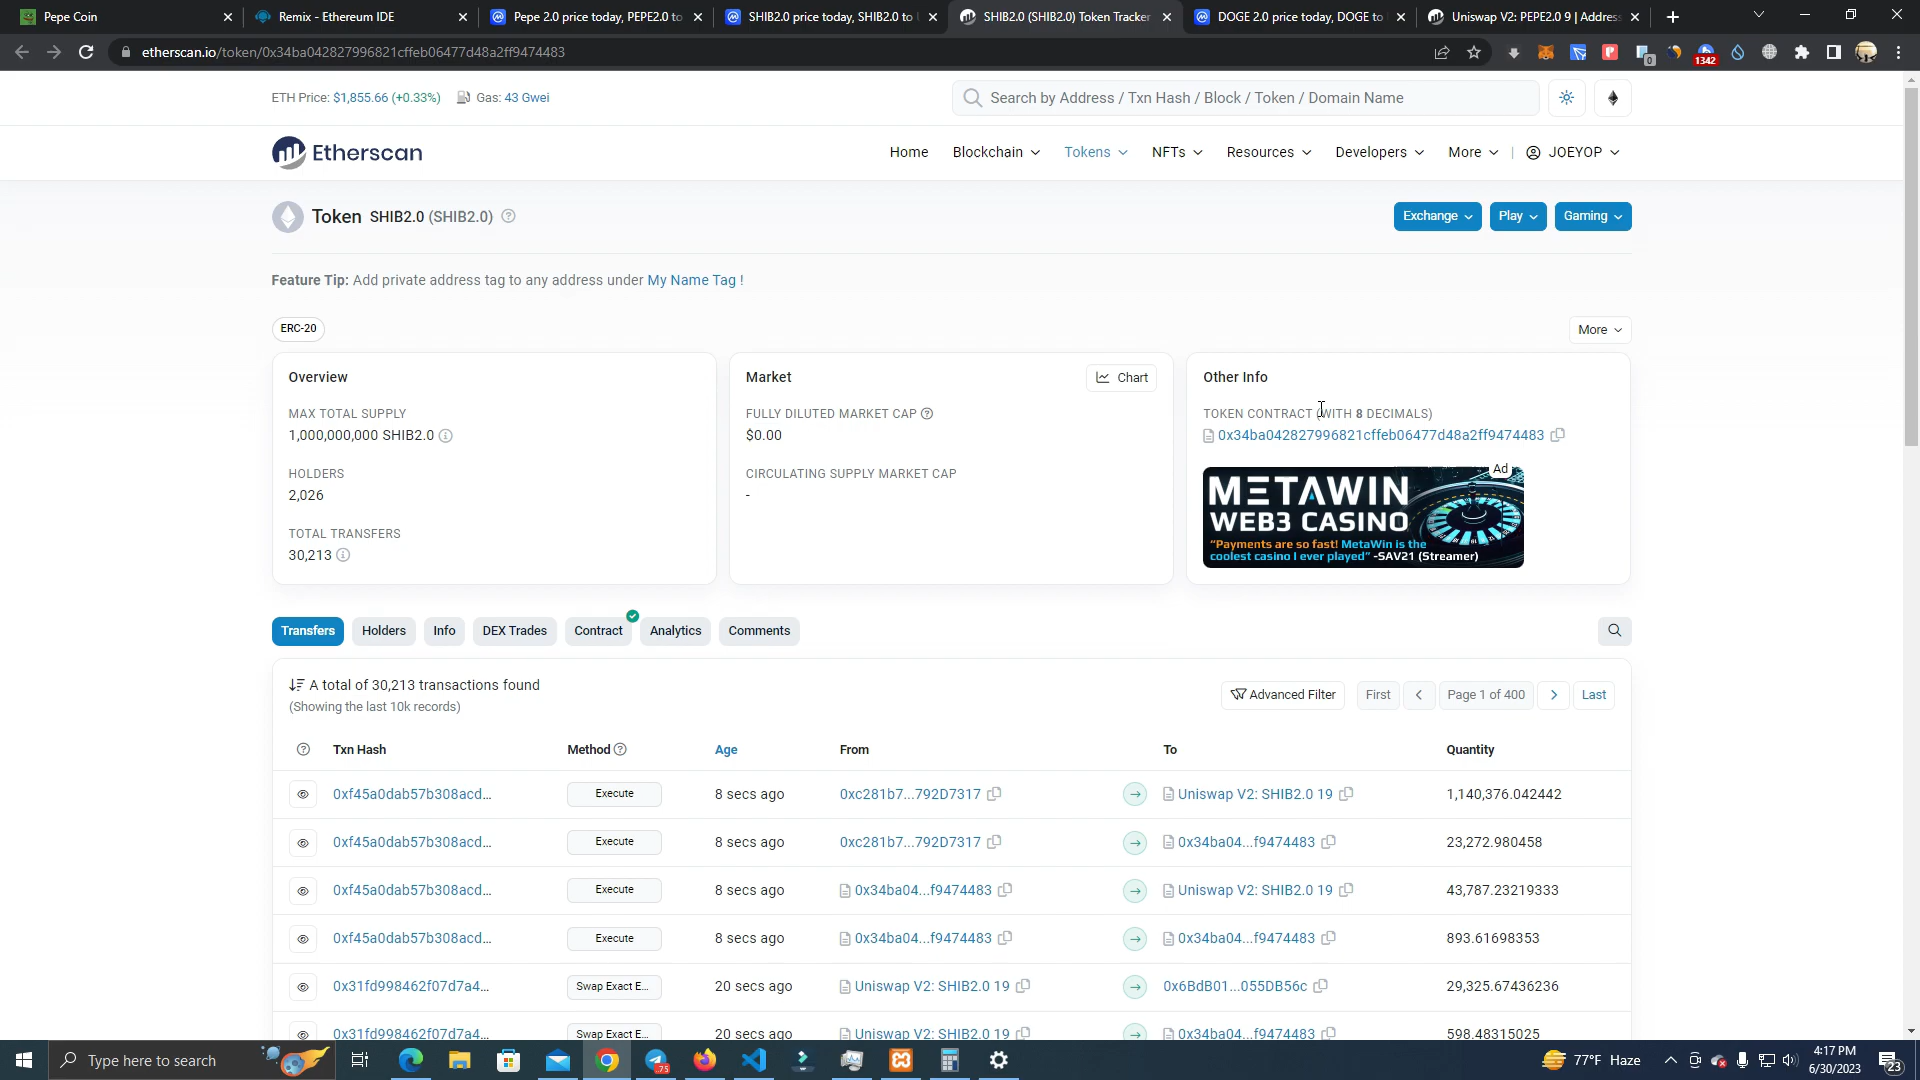 Pepe Coin
Remix - Ethereum IDE
Pepe 2.0 price today, PEPE2.0 to
SHIB2.0 price today, SHIB2.0 to
SHIB2.0 (SHIB2.0) Token Tracker
DOGE 2.0 price today, DOGE to
Uniswap V2: PEPE2.0 9 | Address
etherscan.io/token/0x34ba042827996821cffeb06477d48a2ff9474483
0
1342
ETH Price: $1,855.66 (+0.33%)
Gas: 43 Gwei
Search by Address / Txn Hash / Block / Token / Domain Name
Etherscan
Home
Blockchain
Tokens
NFTs
Resources
Developers
More
|
JOEYOP
Token SHIB2.0 (SHIB2.0)
Exchange
Play
Gaming
Feature Tip: Add private address tag to any address under My Name Tag !
ERC-20
More
Overview
MAX TOTAL SUPPLY
1,000,000,000 SHIB2.0
HOLDERS
2,026
TOTAL TRANSFERS
30,213
Market
Chart
FULLY DILUTED MARKET CAP
$0.00
CIRCULATING SUPPLY MARKET CAP
-
Other Info
TOKEN CONTRACT (WITH 8 DECIMALS)
0x34ba042827996821cffeb06477d48a2ff9474483
Ad
METAWIN
WEB3 CASINO
"Payments are so fast! MetaWin is the
coolest casino I ever played" -SAV21 (Streamer)
Transfers
Holders
Info
DEX Trades
Contract
Analytics
Comments
A total of 30,213 transactions found
(Showing the last 10k records)
Advanced Filter
First
Page 1 of 400
Last
Txn Hash
Method
Age
From
To
Quantity
0xf45a0dab57b308acd...
Execute
8 secs ago
0xc281b7...792D7317
Uniswap V2: SHIB2.0 19
1,140,376.042442
0xf45a0dab57b308acd...
Execute
8 secs ago
0xc281b7...792D7317
0x34ba04...f9474483
23,272.980458
0xf45a0dab57b308acd...
Execute
8 secs ago
0x34ba04...f9474483
Uniswap V2: SHIB2.0 19
43,787.23219333
0xf45a0dab57b308acd...
Execute
8 secs ago
0x34ba04...f9474483
0x34ba04...f9474483
893.61698353
0x31fd998462f07d7a4...
Swap Exact E...
20 secs ago
Uniswap V2: SHIB2.0 19
0x6BdB01...055DB56c
29,325.67436236
0x31fd998462f07d7a4...
Swap Exact E...
20 secs ago
Uniswap V2: SHIB2.0 19
0x34ba04...f9474483
598.48315025
Type here to search
.75
77°F Haze
4:17 PM
6/30/2023
23